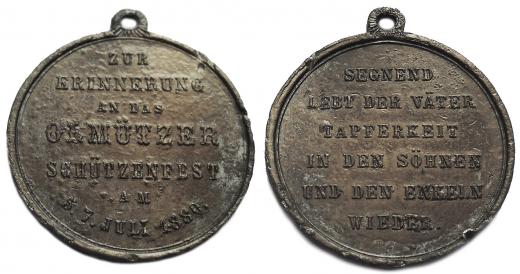 ZUR
ERINNERUNG
AN DAS
OLMÜTZER
SCHÜTZENFEST
AM
7. JULI 1880.
SEGNEND
LEBT DER VÄTER
TAPFERKEIT
IN DEN SÖHNEN
UND DEN ENKELN
WIEDER.